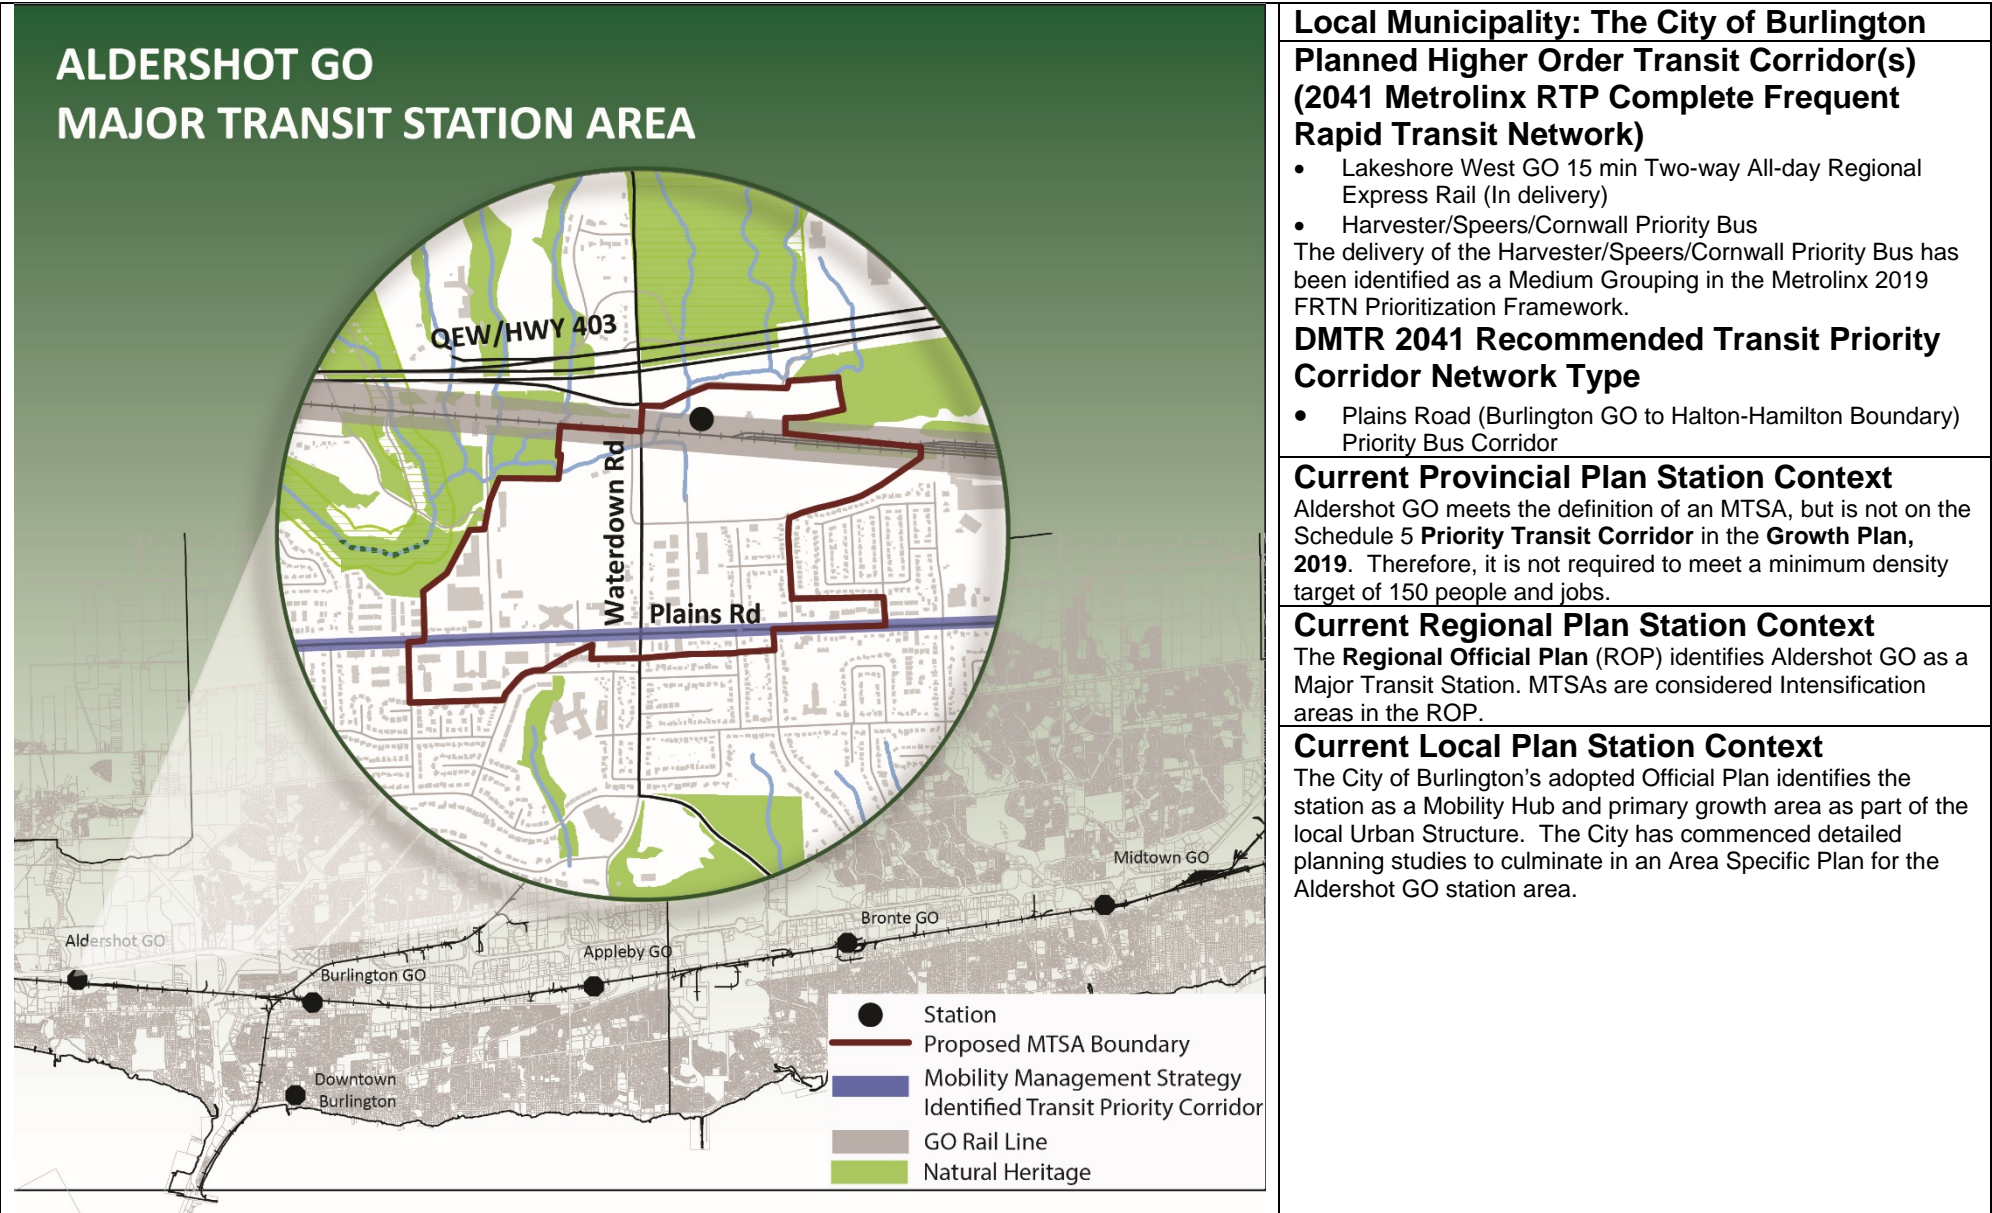 ALDERSHOT GO
MAJOR TRANSIT STATION AREA
QEW/HWY 403
Waterdown Rd
Plains Rd
Aldershot GO
Burlington GO
Appleby GO
Bronte GO
Midtown GO
Downtown
Burlington
Station
Proposed MTSA Boundary
Mobility Management Strategy
Identified Transit Priority Corridor
GO Rail Line
Natural Heritage
Local Municipality: The City of Burlington
Planned Higher Order Transit Corridor(s)
(2041 Metrolinx RTP Complete Frequent
Rapid Transit Network)
• Lakeshore West GO 15 min Two-way All-day Regional
Express Rail (In delivery)
• Harvester/Speers/Cornwall Priority Bus
The delivery of the Harvester/Speers/Cornwall Priority Bus has
been identified as a Medium Grouping in the Metrolinx 2019
FRTN Prioritization Framework.
DMTR 2041 Recommended Transit Priority
Corridor Network Type
• Plains Road (Burlington GO to Halton-Hamilton Boundary)
Priority Bus Corridor
Current Provincial Plan Station Context
Aldershot GO meets the definition of an MTSA, but is not on the
Schedule 5 Priority Transit Corridor in the Growth Plan,
2019. Therefore, it is not required to meet a minimum density
target of 150 people and jobs.
Current Regional Plan Station Context
The Regional Official Plan (ROP) identifies Aldershot GO as a
Major Transit Station. MTSAs are considered Intensification
areas in the ROP.
Current Local Plan Station Context
The City of Burlington’s adopted Official Plan identifies the
station as a Mobility Hub and primary growth area as part of the
local Urban Structure. The City has commenced detailed
planning studies to culminate in an Area Specific Plan for the
Aldershot GO station area.